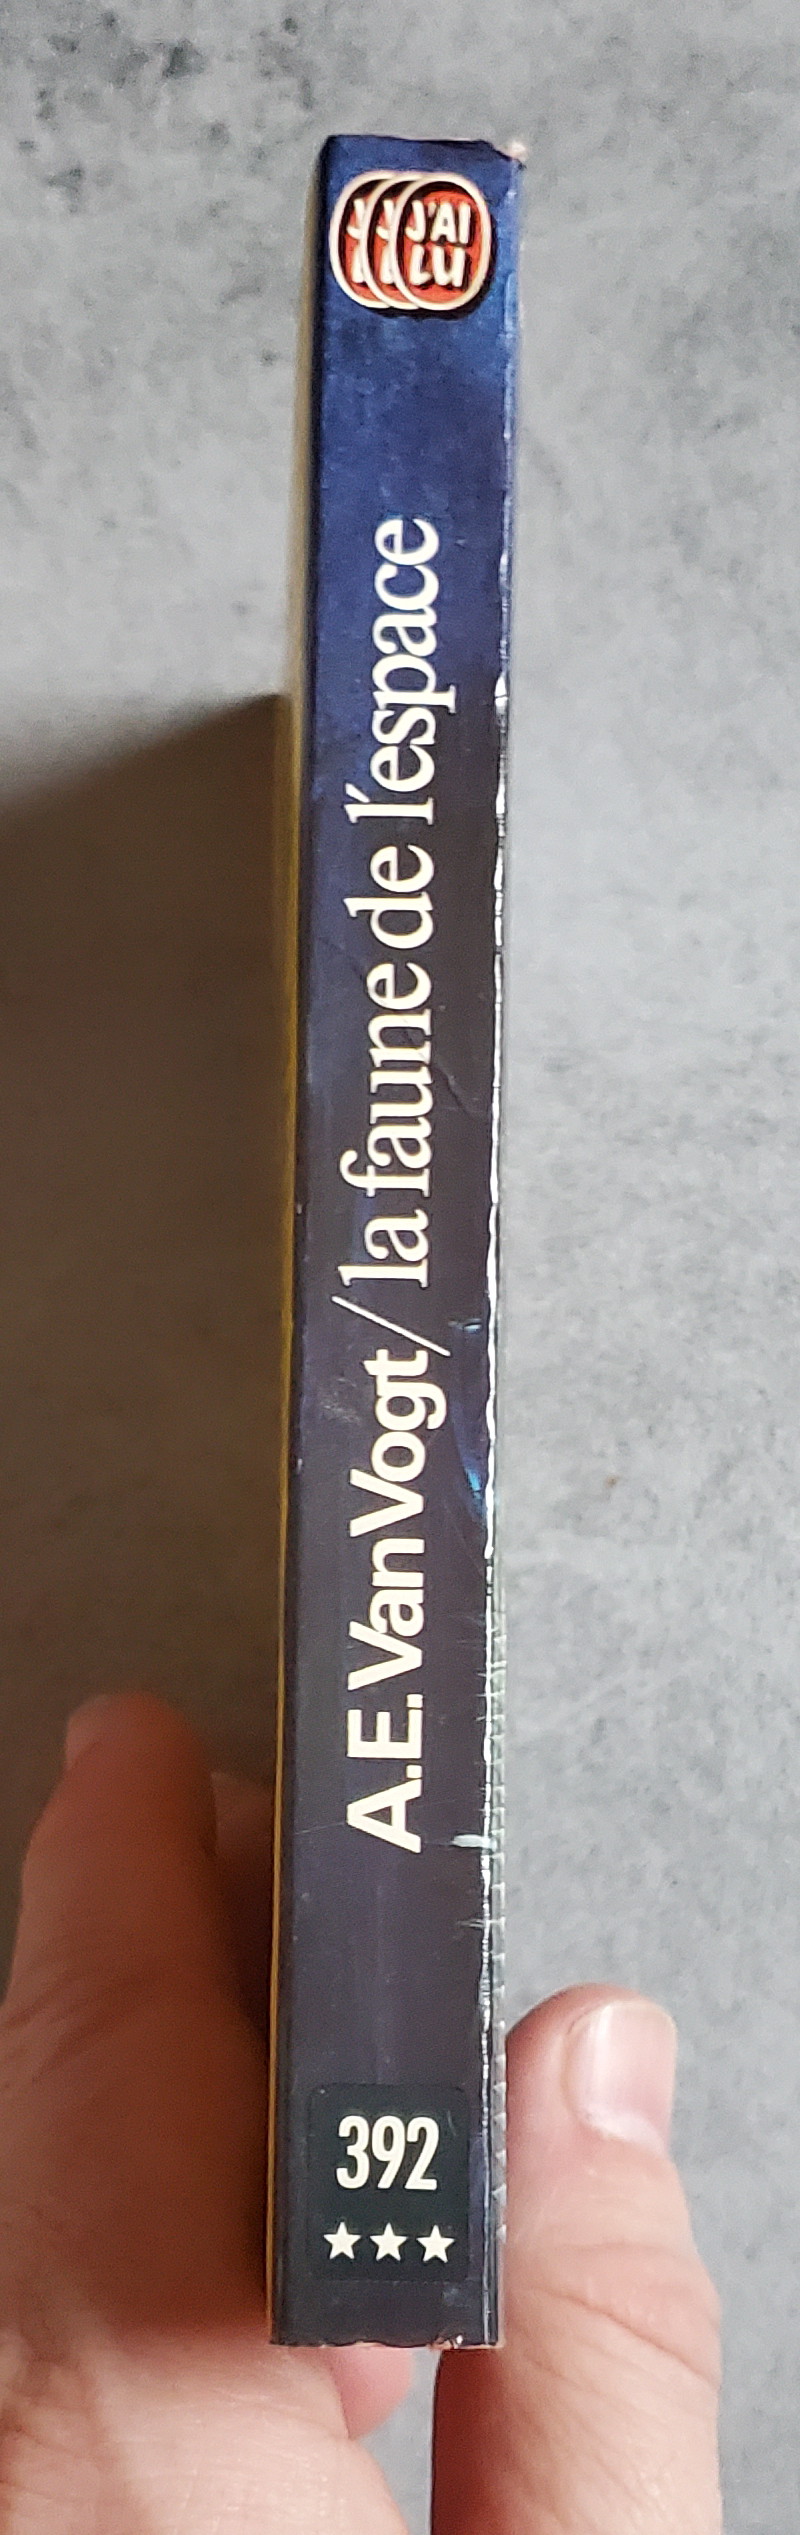 J'AI
LU
A.E. Van Vogt / la faune de l'espace
392
★★★